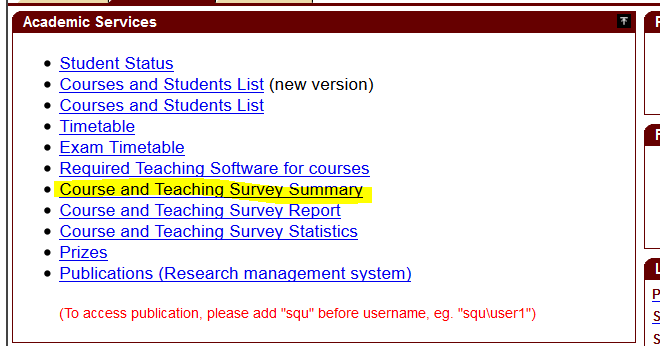 Academic Services
Student Status
Courses and Students List (new version)
Courses and Students List
Timetable
Exam Timetable
Required Teaching Software for courses
Course and Teaching Survey Summary
Course and Teaching Survey Report
Course and Teaching Survey Statistics
Prizes
Publications (Research management system)
(To access publication, please add "squ" before username, eg. "squ\user1")